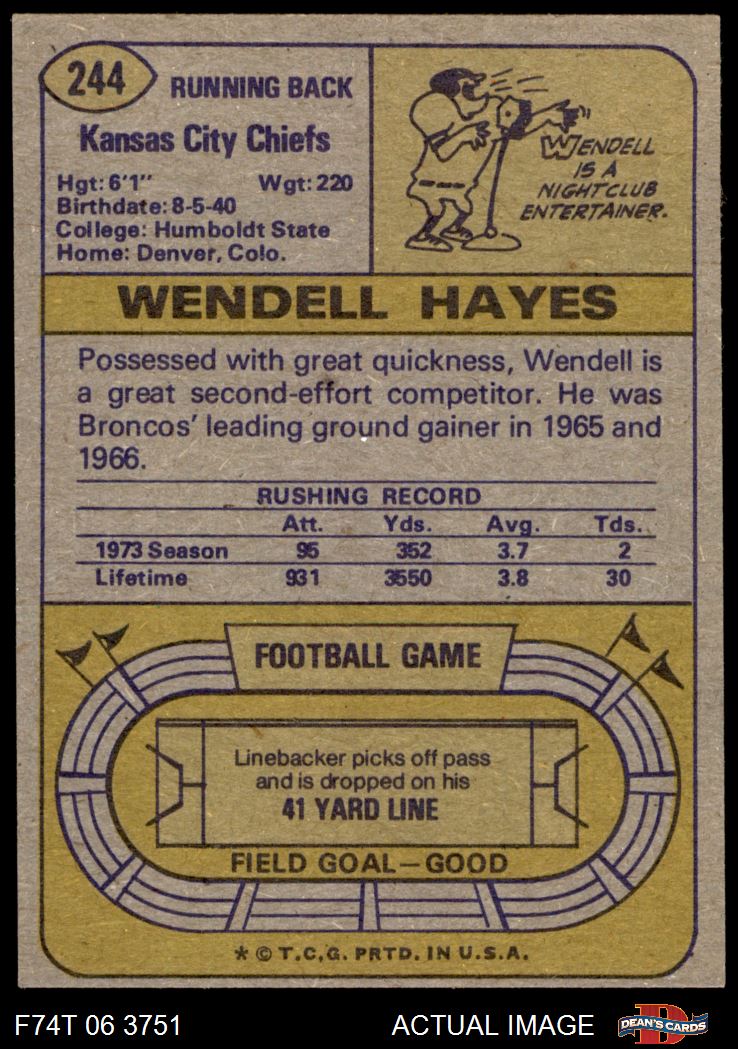 244
RUNNING BACK
Kansas City Chiefs
Hgt: 6'1" Wgt: 220
Birthdate: 8-5-40
College: Humboldt State
Home: Denver, Colo.
WENDELL
IS A
NIGHTCLUB
ENTERTAINER.
WENDELL HAYES
Possessed with great quickness, Wendell is
a great second-effort competitor. He was
Broncos' leading ground gainer in 1965 and
1966.
RUSHING RECORD
Att. Yds. Avg. Tds.
1973 Season 95 352 3.7 2
Lifetime 931 3550 3.8 30
FOOTBALL GAME
Linebacker picks off pass
and is dropped on his
41 YARD LINE
FIELD GOAL—GOOD
* © T.C.G. PRTD. IN U.S.A.
F74T 06 3751 ACTUAL IMAGE D DEAN'S CARDS